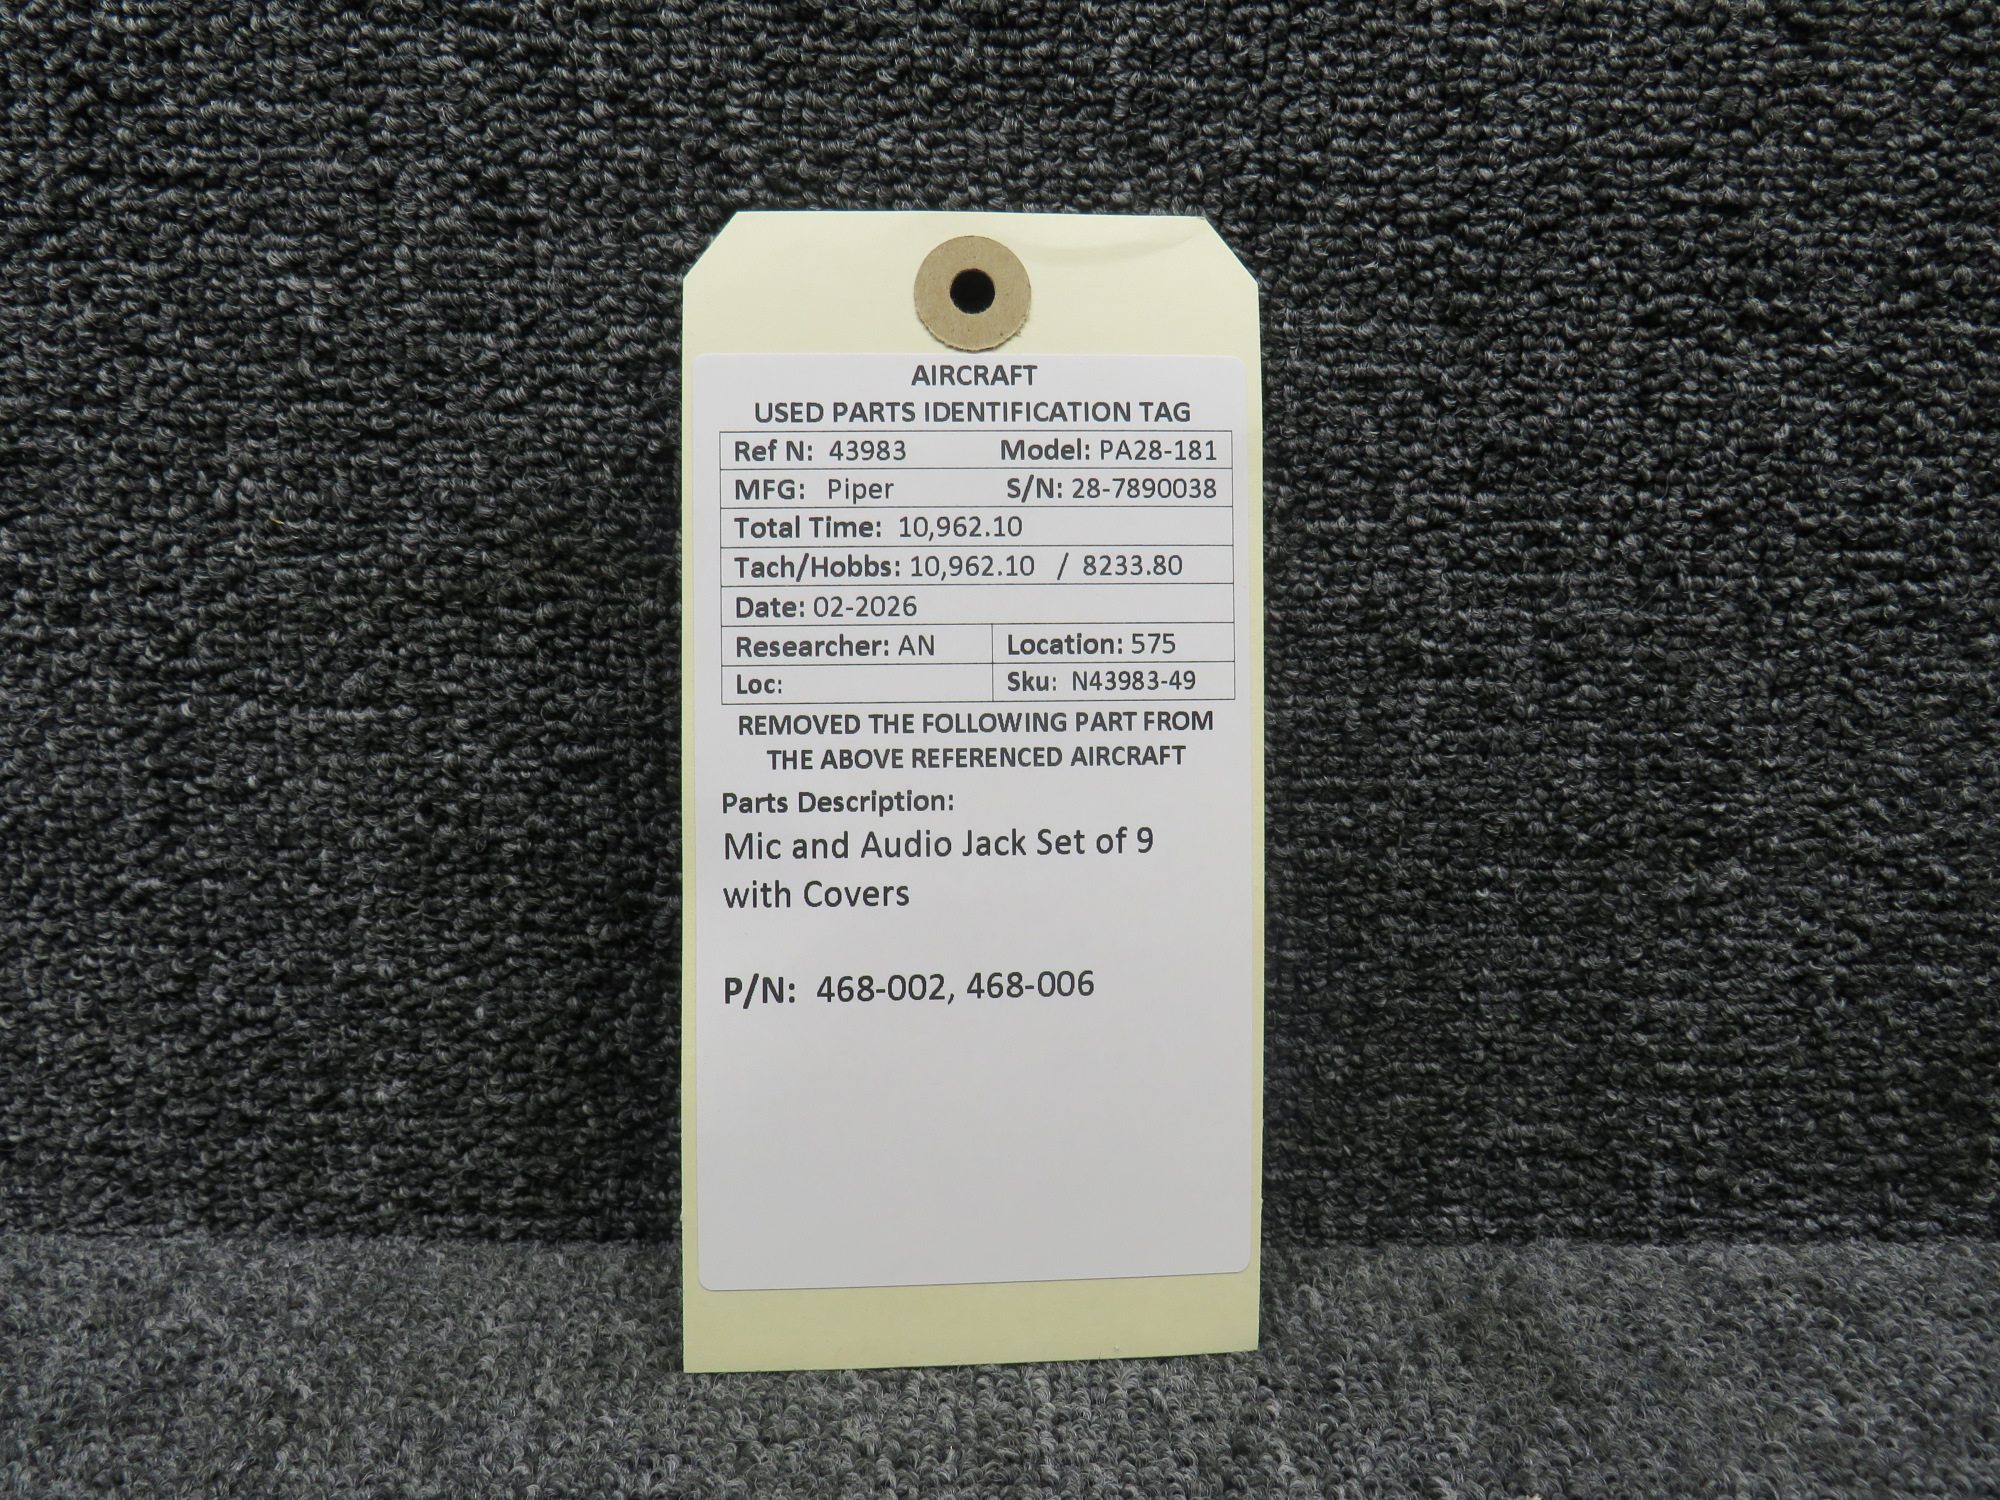 AIRCRAFT
USED PARTS IDENTIFICATION TAG
Ref N: 43983 Model: PA28-181
MFG: Piper S/N: 28-7890038
Total Time: 10,962.10
Tach/Hobbs: 10,962.10 / 8233.80
Date: 02-2026
Researcher: AN Location: 575
Loc: Sku: N43983-49
REMOVED THE FOLLOWING PART FROM
THE ABOVE REFERENCED AIRCRAFT
Parts Description:
Mic and Audio Jack Set of 9
with Covers
P/N: 468-002, 468-006